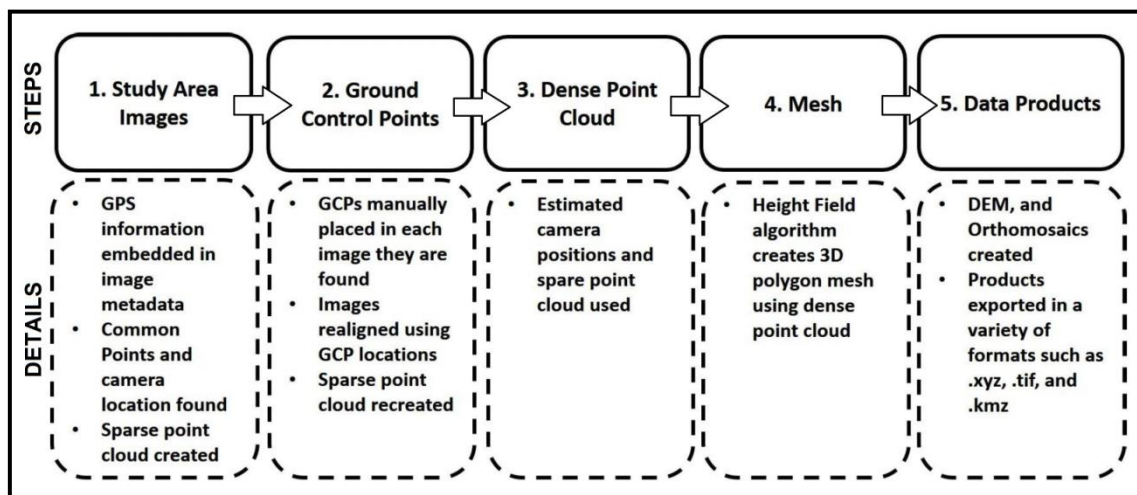 STEPS
1. Study Area
Images
2. Ground
Control Points
3. Dense Point
Cloud
4. Mesh
5. Data Products
DETAILS
• GPS
information
embedded in
image
metadata
• Common
Points and
camera
location found
• Sparse point
cloud created
• GCPs manually
placed in each
image they are
found
• Images
realigned using
GCP locations
• Sparse point
cloud recreated
• Estimated
camera
positions and
spare point
cloud used
• Height Field
algorithm
creates 3D
polygon mesh
using dense
point cloud
• DEM, and
Orthomosaics
created
• Products
exported in a
variety of
formats such as
.xyz, .tif, and
.kmz